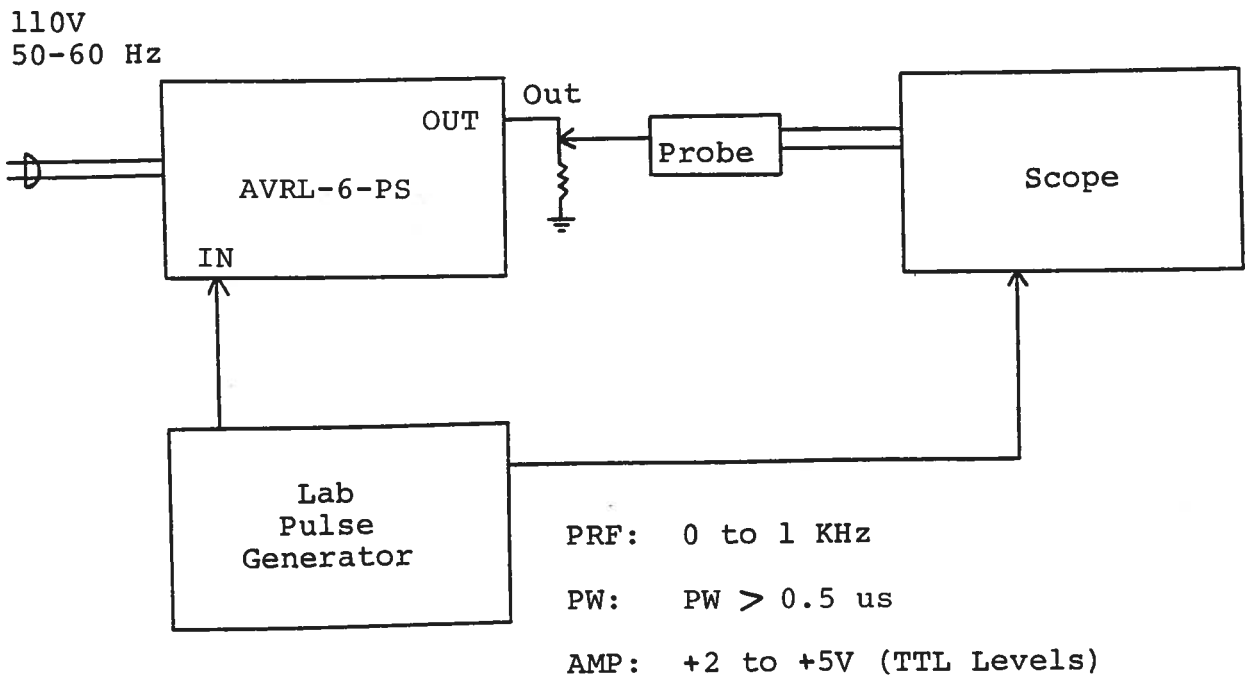 110V
50-60 Hz
OUT
Out
AVRL-6-PS
IN
Probe
Scope
Lab
Pulse
Generator
PRF: 0 to 1 KHz
PW: PW > 0.5 us
AMP: +2 to +5V (TTL Levels)